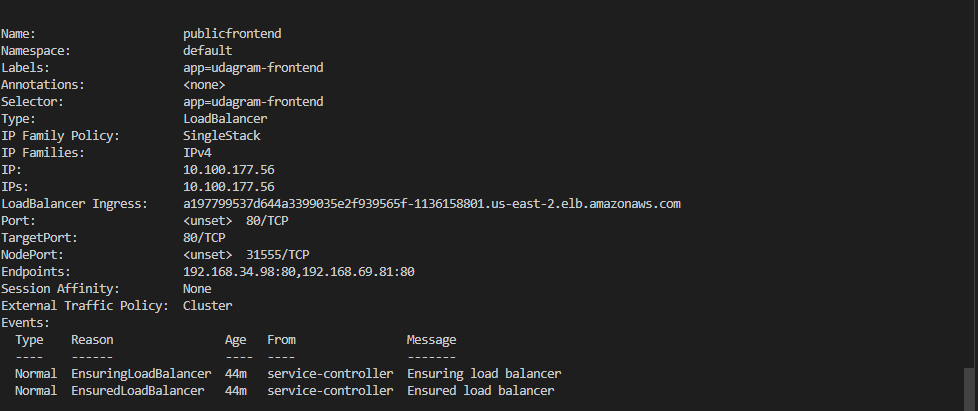 Name:                     publicfrontend
Namespace:                default
Labels:                   app=udagram-frontend
Annotations:              <none>
Selector:                 app=udagram-frontend
Type:                     LoadBalancer
IP Family Policy:         SingleStack
IP Families:              IPv4
IP:                       10.100.177.56
IPs:                      10.100.177.56
LoadBalancer Ingress:     a197799537d644a3399035e2f939565f-1136158801.us-east-2.elb.amazonaws.com
Port:                     <unset>  80/TCP
TargetPort:               80/TCP
NodePort:                 <unset>  31555/TCP
Endpoints:                192.168.34.98:80,192.168.69.81:80
Session Affinity:         None
External Traffic Policy:  Cluster
Events:
  Type    Reason                Age   From                Message
  ----    ------                ----  ----                -------
  Normal  EnsuringLoadBalancer  44m   service-controller  Ensuring load balancer
  Normal  EnsuredLoadBalancer   44m   service-controller  Ensured load balancer